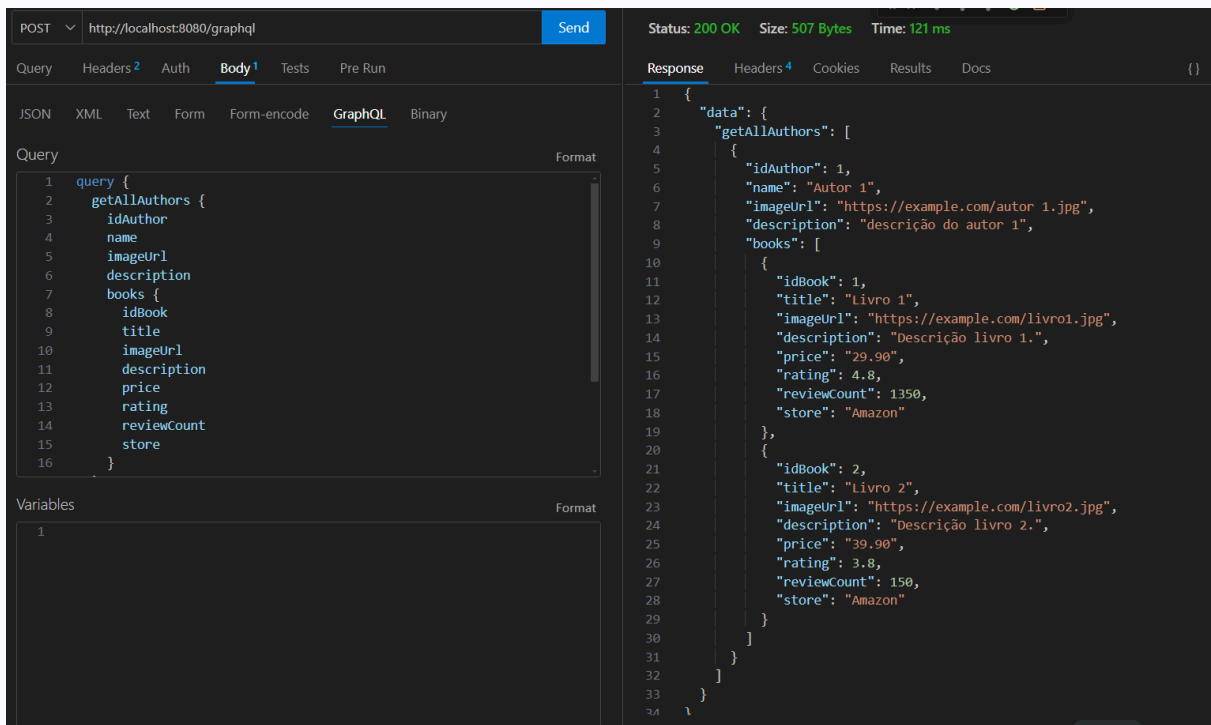 POST http://localhost:8080/graphql Send
Query Headers 2 Auth Body 1 Tests Pre Run
JSON XML Text Form Form-encode GraphQL Binary
Query Format
1 query {
2 getAllAuthors {
3 idAuthor
4 name
5 imageUrl
6 description
7 books {
8 idBook
9 title
10 imageUrl
11 description
12 price
13 rating
14 reviewCount
15 store
16 }
Variables Format
1
Status: 200 OK Size: 507 Bytes Time: 121 ms
Response Headers 4 Cookies Results Docs { }
1 {
2 "data": {
3 "getAllAuthors": [
4 {
5 "idAuthor": 1,
6 "name": "Autor 1",
7 "imageUrl": "https://example.com/autor 1.jpg",
8 "description": "descrição do autor 1",
9 "books": [
10 {
11 "idBook": 1,
12 "title": "Livro 1",
13 "imageUrl": "https://example.com/livro1.jpg",
14 "description": "Descrição livro 1.",
15 "price": "29.90",
16 "rating": 4.8,
17 "reviewCount": 1350,
18 "store": "Amazon"
19 },
20 {
21 "idBook": 2,
22 "title": "Livro 2",
23 "imageUrl": "https://example.com/livro2.jpg",
24 "description": "Descrição livro 2.",
25 "price": "39.90",
26 "rating": 3.8,
27 "reviewCount": 150,
28 "store": "Amazon"
29 }
30 ]
31 }
32 ]
33 }
34 }